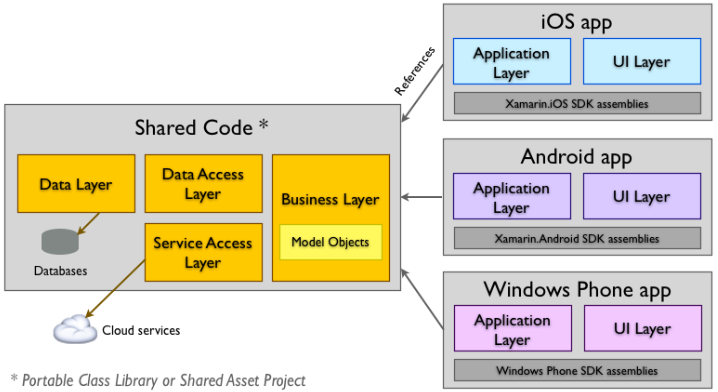 iOS app
Application
Layer
UI Layer
Xamarin.iOS SDK assemblies
References
Shared Code *
Data Layer
Data Access
Layer
Business Layer
Model Objects
Service Access
Layer
Databases
Cloud services
Android app
Application
Layer
UI Layer
Xamarin.Android SDK assemblies
Windows Phone app
Application
Layer
UI Layer
Windows Phone SDK assemblies
* Portable Class Library or Shared Asset Project